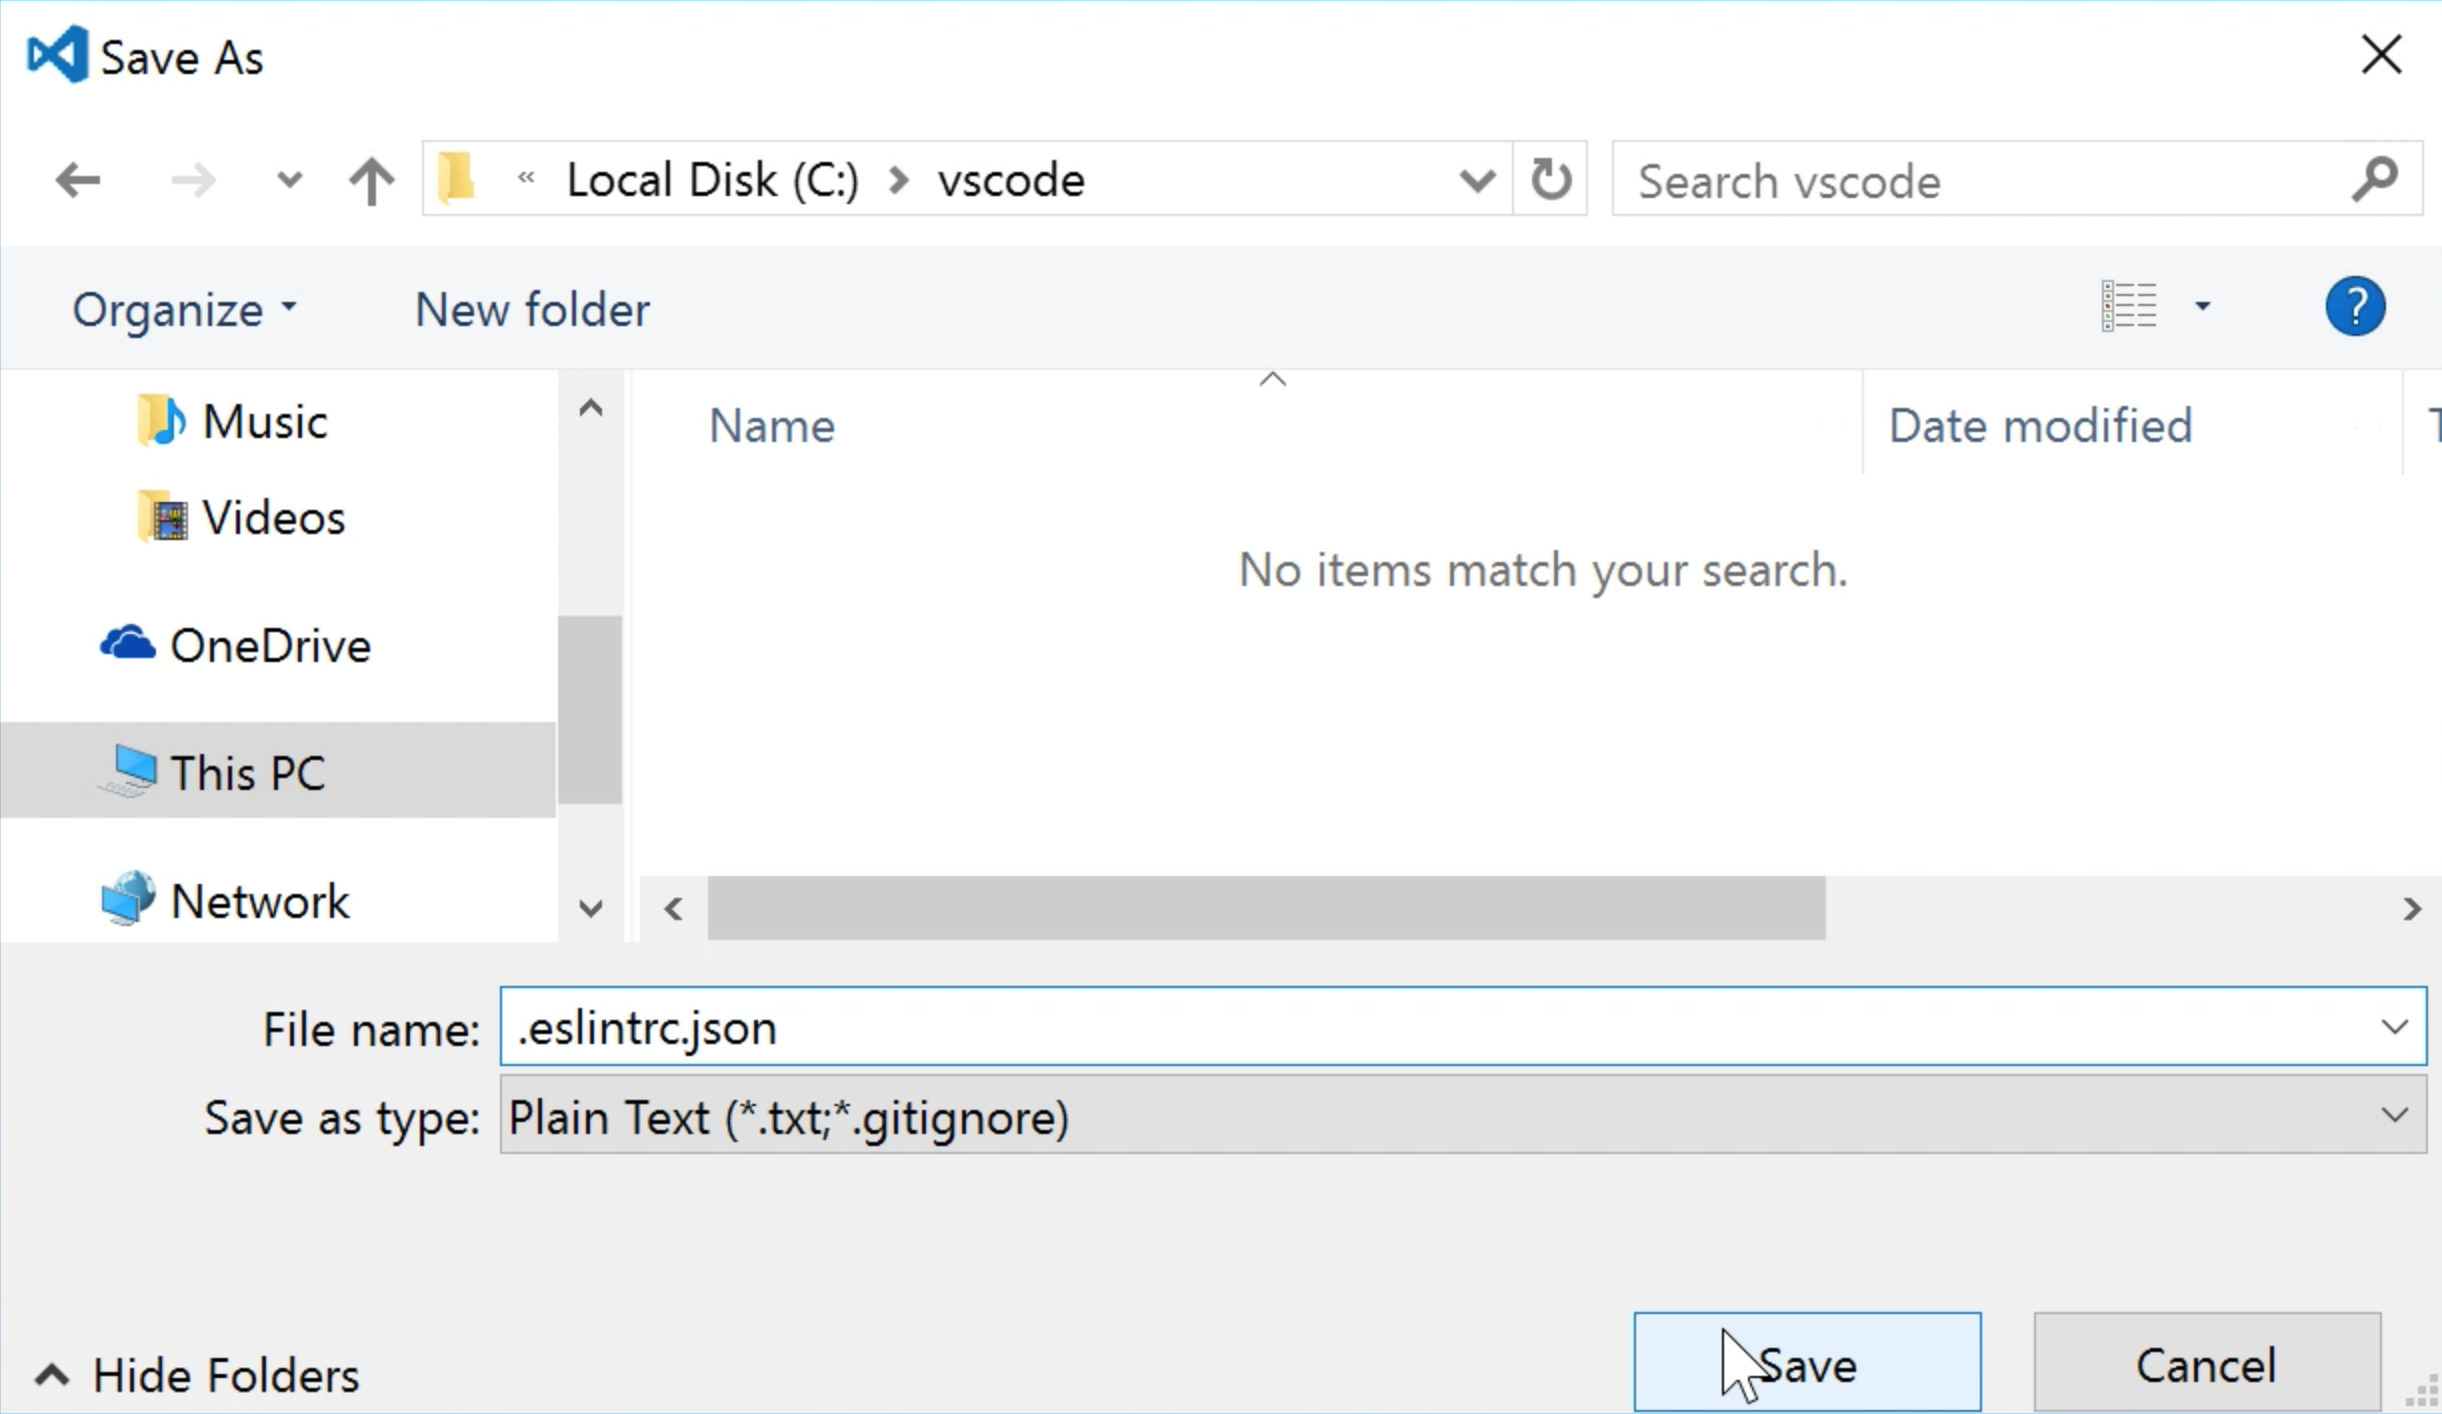 Save As
« Local Disk (C:) > vscode
Search vscode
Organize
New folder
?
Name
Date modified
Music
Videos
No items match your search.
OneDrive
This PC
Network
File name: .eslintrc.json
Save as type: Plain Text (*.txt;*.gitignore)
Hide Folders
Save
Cancel